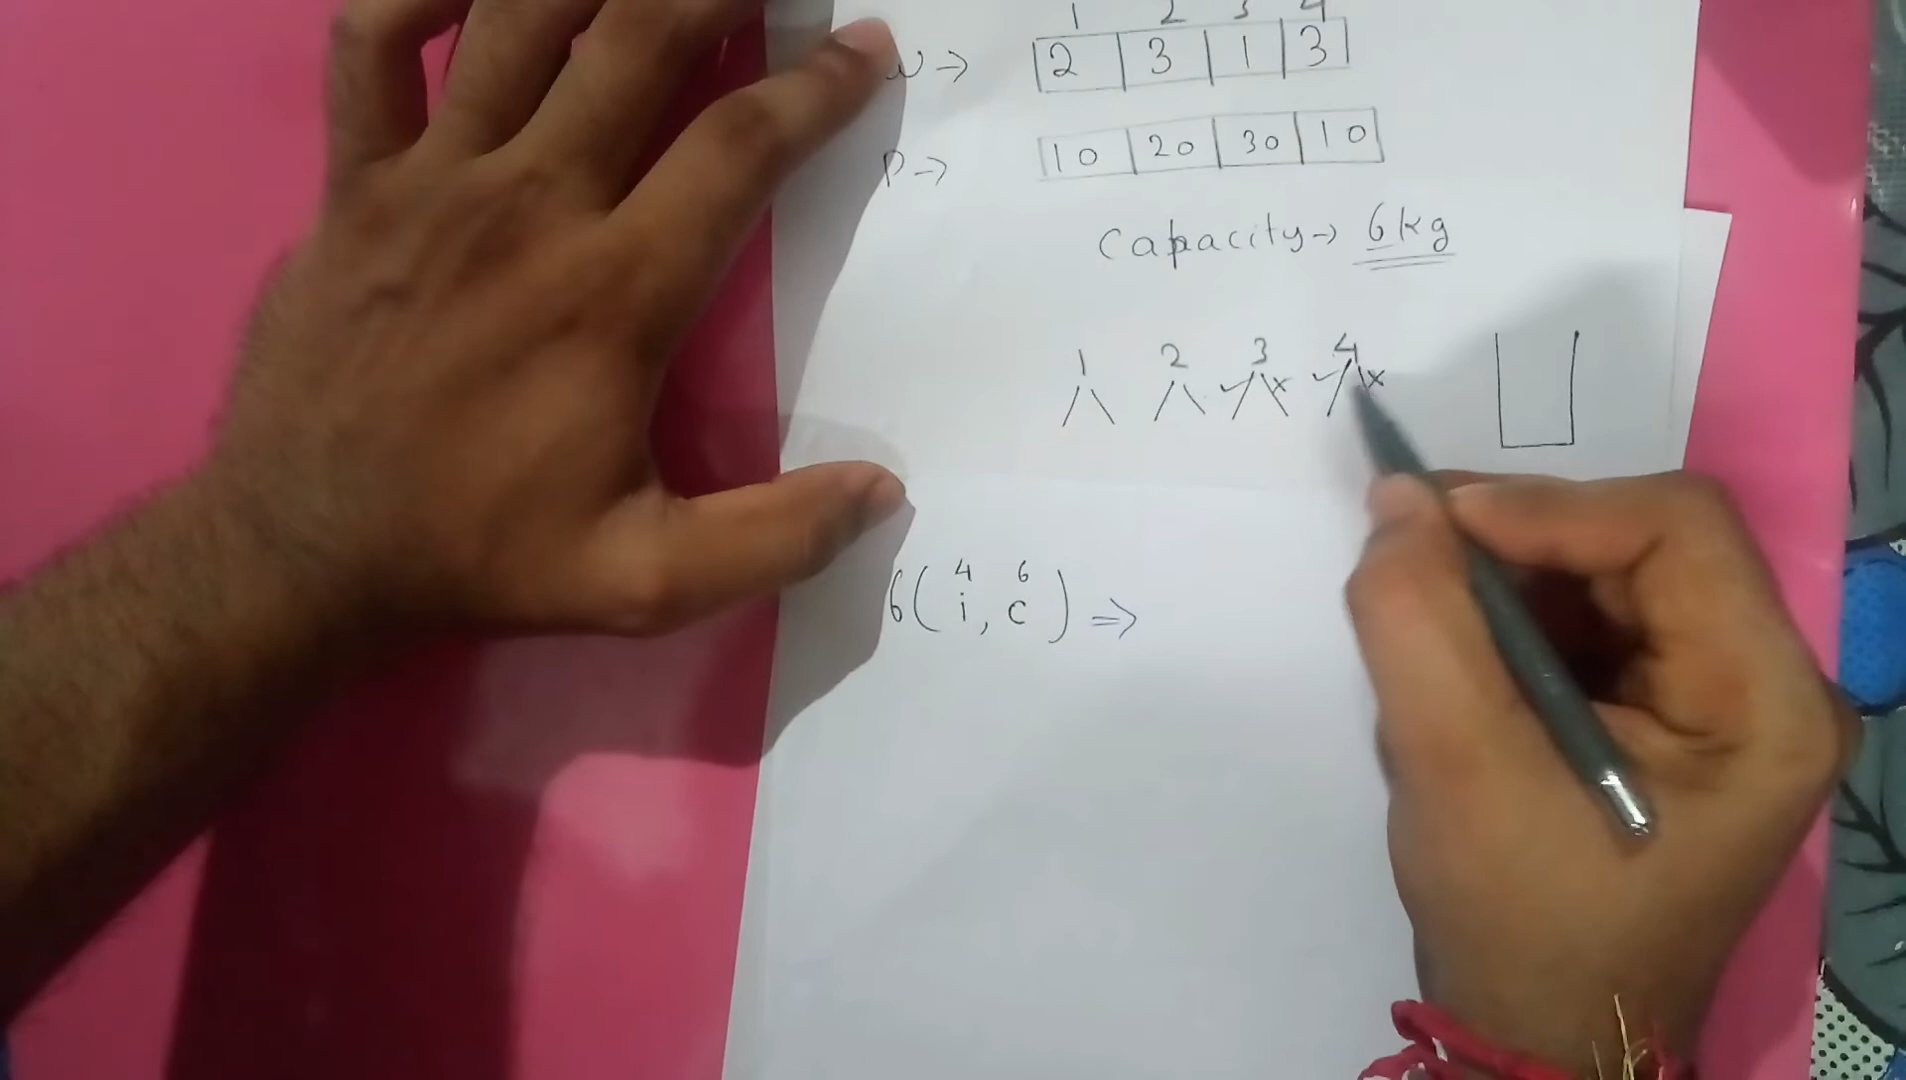 1 2 3 4
w → 2 3 1 3
P → 10 20 30 10
Capacity → 6kg
1 2 3 4
✓ x ✓ x
4 6
6( i, c ) ⇒